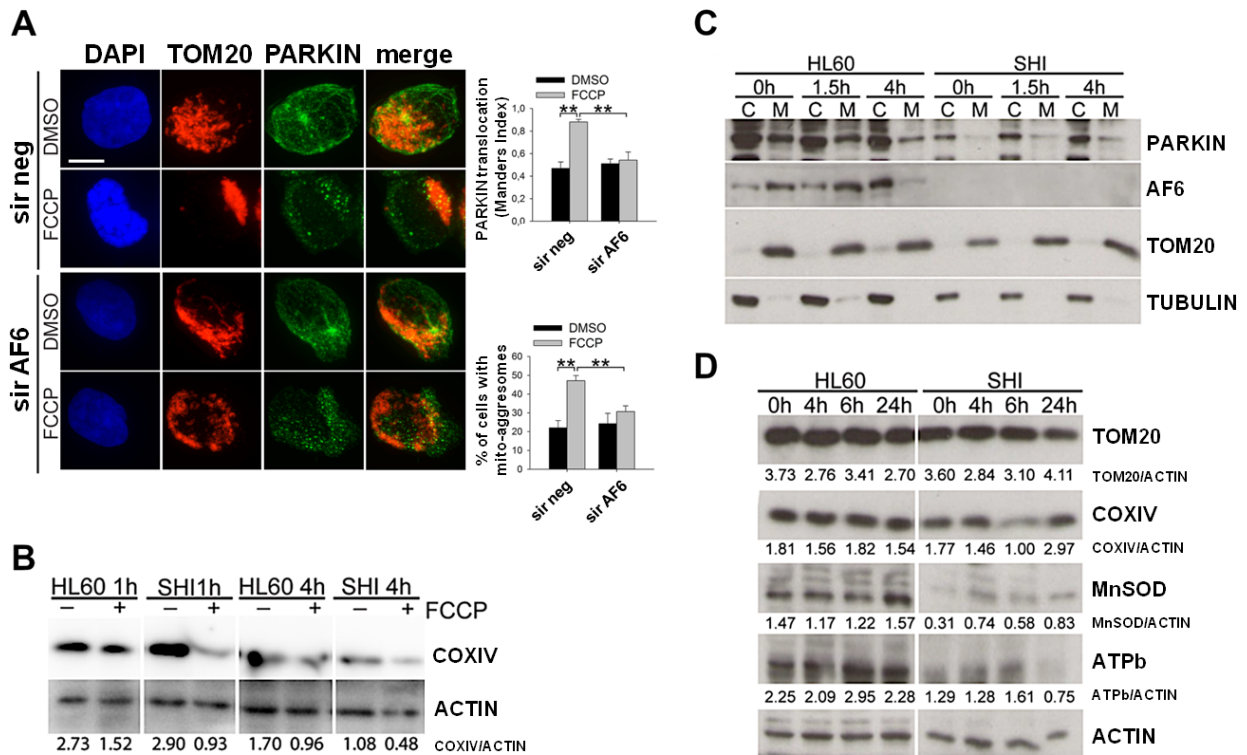 A
DAPI TOM20 PARKIN merge
sir neg
DMSO
FCCP
sir AF6
DMSO
FCCP
DMSO
FCCP
PARKIN translocation
(Manders Index)
1,0
0,8
0,6
0,4
0,2
0,0
** **
sir neg sir AF6
DMSO
FCCP
% of cells with
mito-aggresomes
60
50
40
30
20
10
0
** **
sir neg sir AF6
B
HL60 1h SHI1h HL60 4h SHI 4h
– + – + – + – + FCCP
COXIV
ACTIN
2.73 1.52 2.90 0.93 1.70 0.96 1.08 0.48 COXIV/ACTIN
C
HL60 SHI
0h 1.5h 4h 0h 1.5h 4h
C M C M C M C M C M C M
PARKIN
AF6
TOM20
TUBULIN
D
HL60 SHI
0h 4h 6h 24h 0h 4h 6h 24h
TOM20
3.73 2.76 3.41 2.70 3.60 2.84 3.10 4.11 TOM20/ACTIN
COXIV
1.81 1.56 1.82 1.54 1.77 1.46 1.00 2.97 COXIV/ACTIN
MnSOD
1.47 1.17 1.22 1.57 0.31 0.74 0.58 0.83 MnSOD/ACTIN
ATPb
2.25 2.09 2.95 2.28 1.29 1.28 1.61 0.75 ATPb/ACTIN
ACTIN